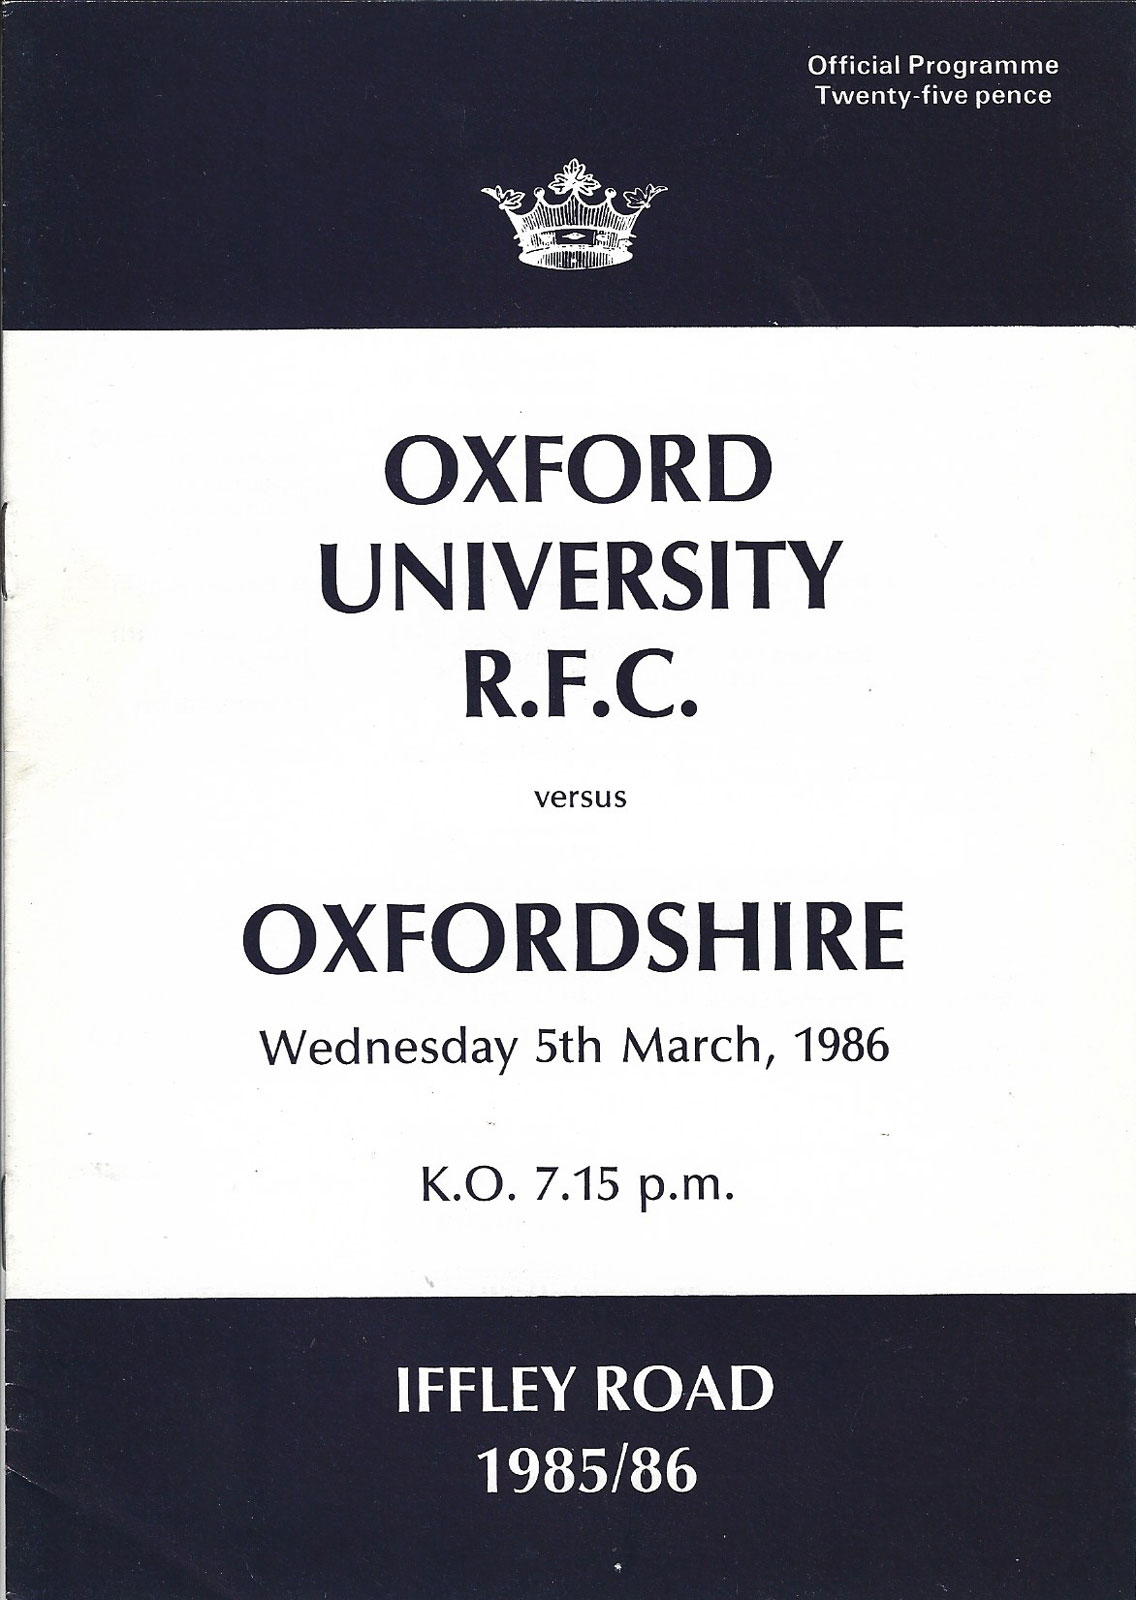 Official Programme
Twenty-five pence
OXFORD
UNIVERSITY
R.F.C.
versus
OXFORDSHIRE
Wednesday 5th March, 1986
K.O. 7.15 p.m.
IFFLEY ROAD
1985/86